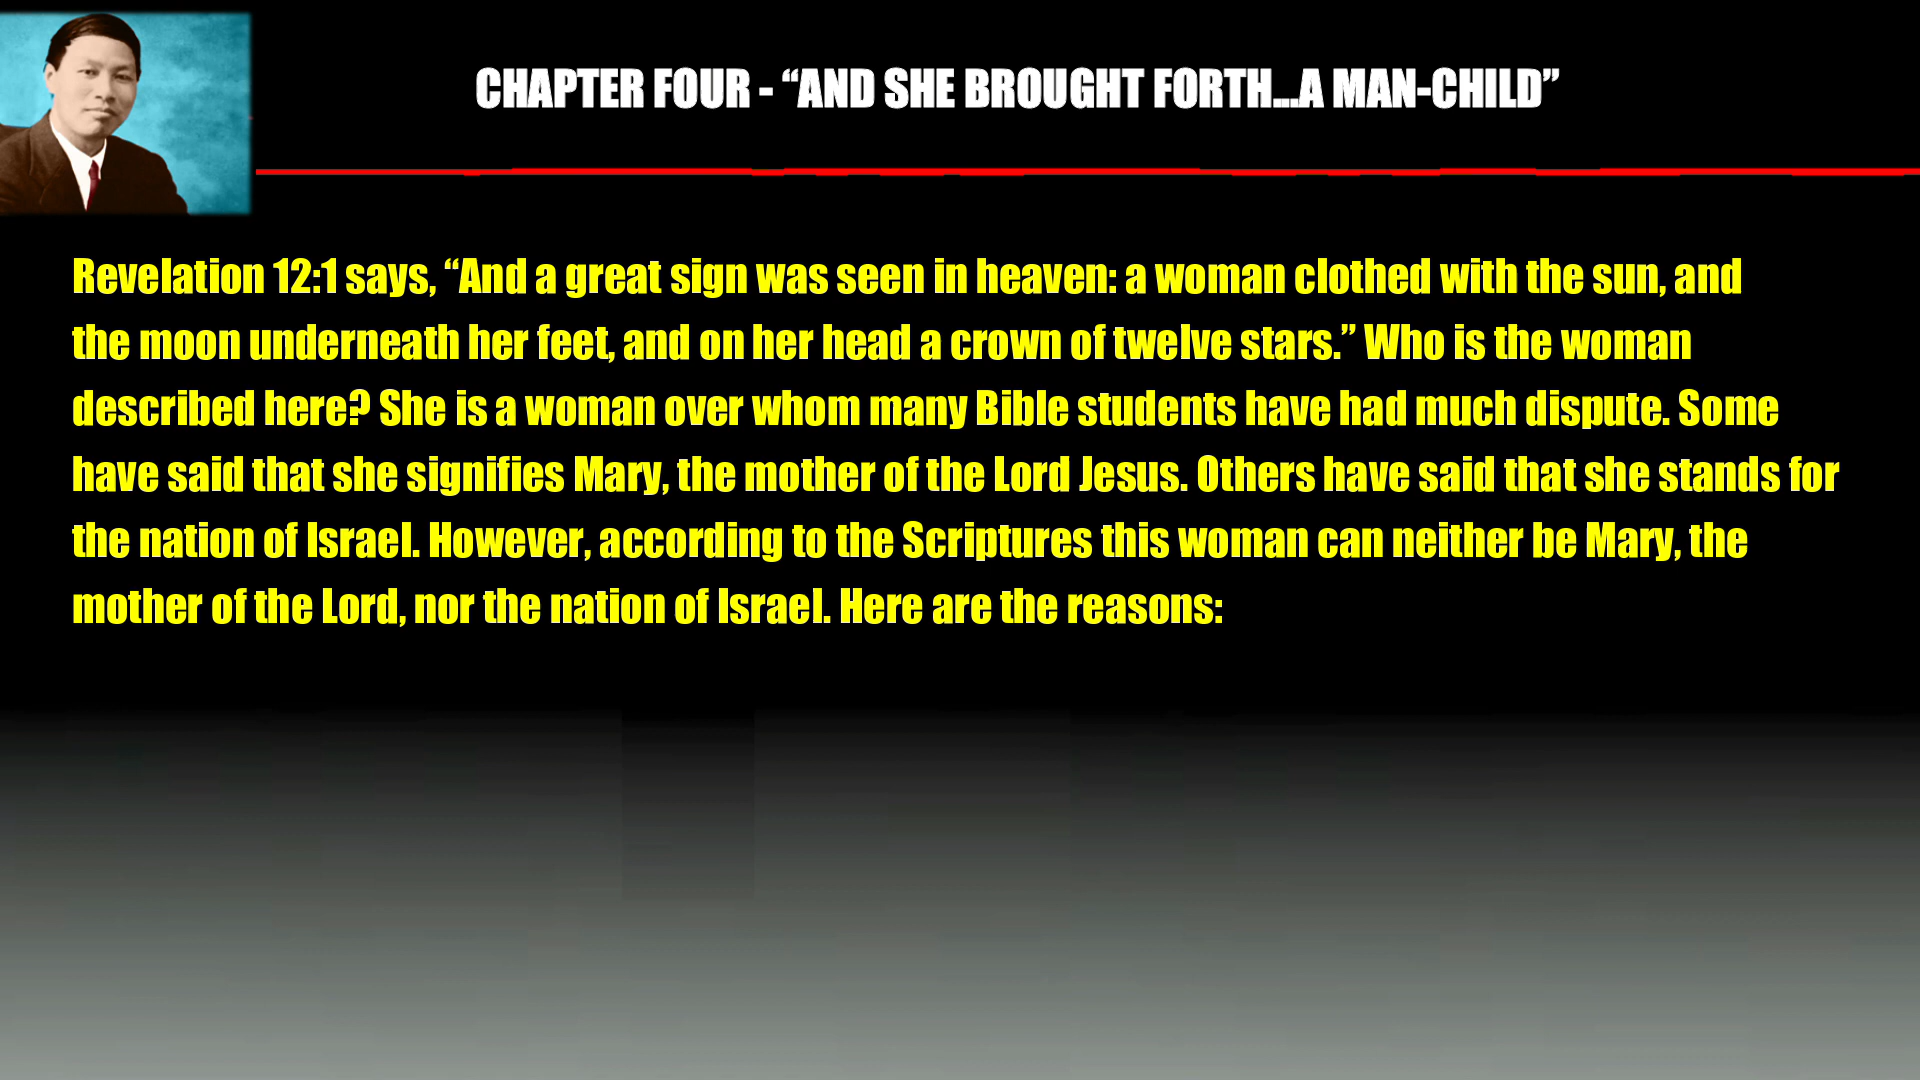 CHAPTER FOUR - “AND SHE BROUGHT FORTH...A MAN-CHILD”
Revelation 12:1 says, “And a great sign was seen in heaven: a woman clothed with the sun, and
the moon underneath her feet, and on her head a crown of twelve stars.” Who is the woman
described here? She is a woman over whom many Bible students have had much dispute. Some
have said that she signifies Mary, the mother of the Lord Jesus. Others have said that she stands for
the nation of Israel. However, according to the Scriptures this woman can neither be Mary, the
mother of the Lord, nor the nation of Israel. Here are the reasons: